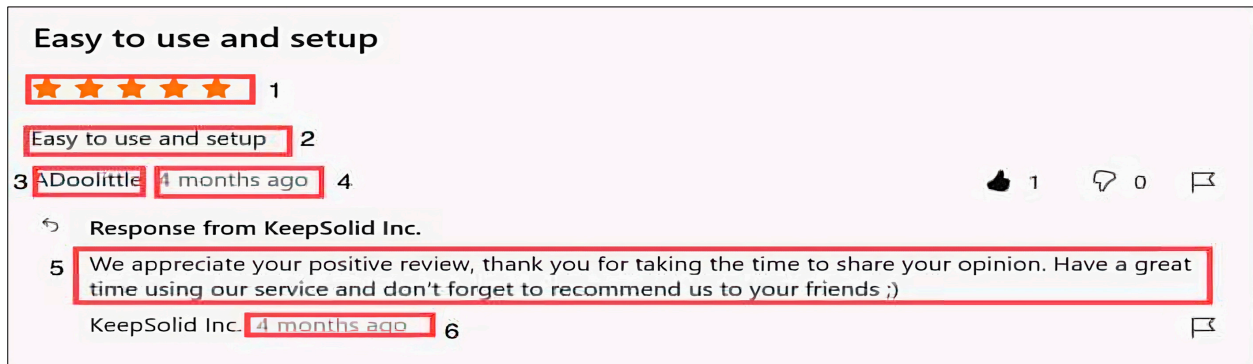 Easy to use and setup
1
Easy to use and setup 2
3 ADoolittle 4 months ago 4 1 0
Response from KeepSolid Inc.
5 We appreciate your positive review, thank you for taking the time to share your opinion. Have a great
time using our service and don't forget to recommend us to your friends ;)
KeepSolid Inc. 4 months ago 6